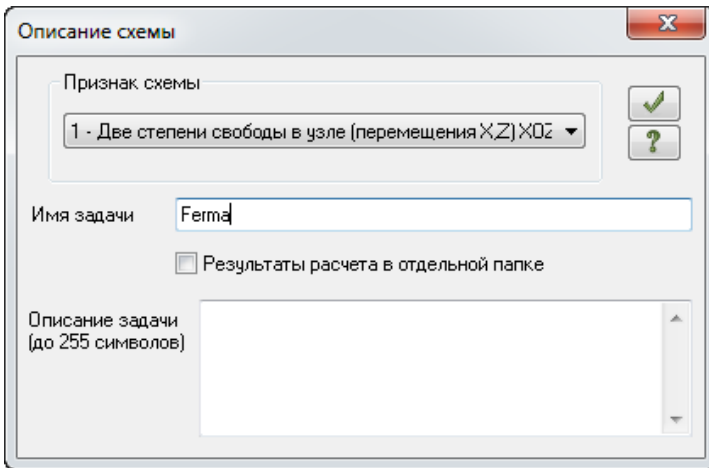 Описание схемы
Признак схемы
1 - Две степени свободы в узле (перемещения X,Z) X0Z
Имя задачи
Ferma
Результаты расчета в отдельной папке
Описание задачи
(до 255 символов)